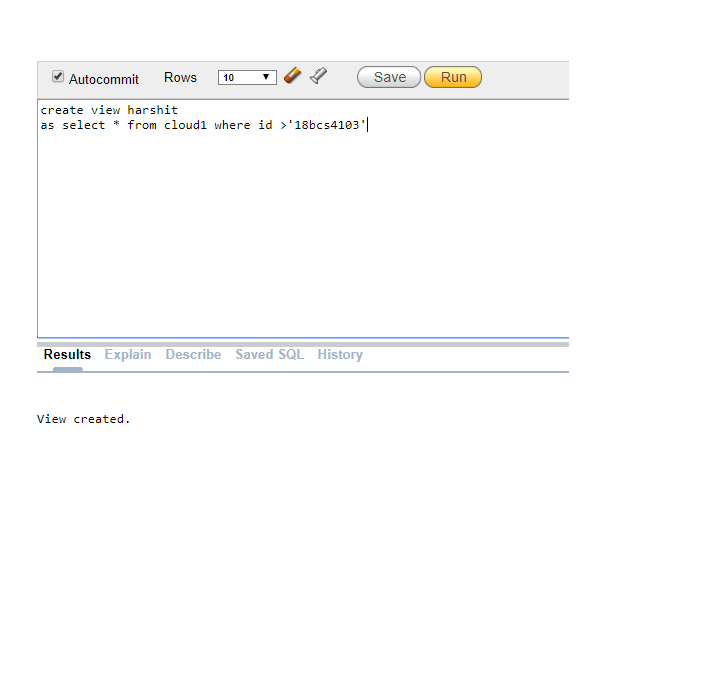 Autocommit Rows 10 Save Run
create view harshit
as select * from cloud1 where id >'18bcs4103'
Results Explain Describe Saved SQL History
View created.